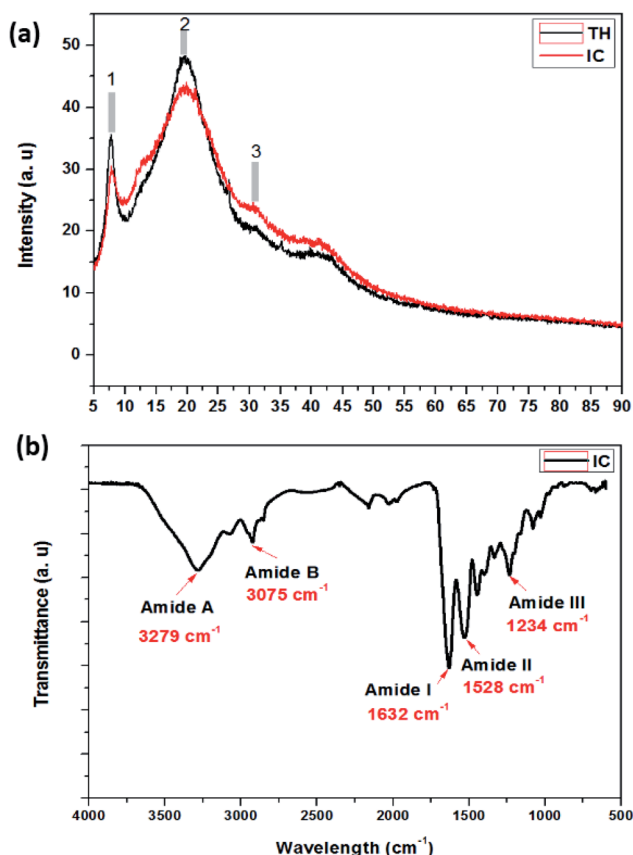 (a)
TH
IC
1
2
3
Intensity (a. u)
50
40
30
20
10
0
5 10 15 20 25 30 35 40 45 50 55 60 65 70 75 80 85 90
(b)
IC
Transmittance (a. u)
Amide A
3279 cm⁻¹
Amide B
3075 cm⁻¹
Amide III
1234 cm⁻¹
Amide II
1528 cm⁻¹
Amide I
1632 cm⁻¹
4000 3500 3000 2500 2000 1500 1000 500
Wavelength (cm⁻¹)